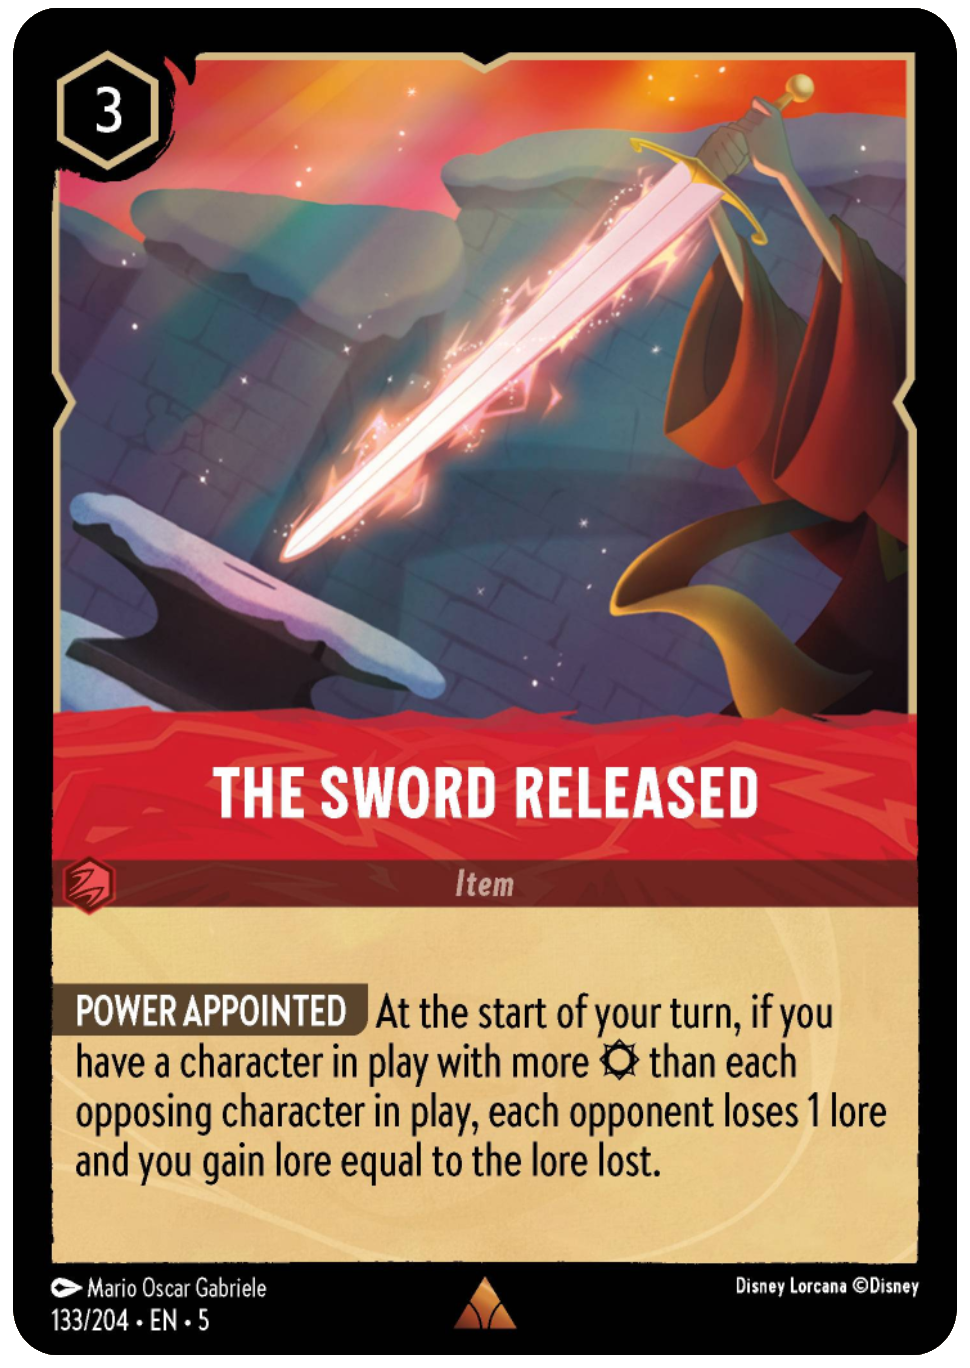 3
THE SWORD RELEASED
Item
POWER APPOINTED At the start of your turn, if you
have a character in play with more than each
opposing character in play, each opponent loses 1 lore
and you gain lore equal to the lore lost.
Mario Oscar Gabriele
Disney Lorcana ©Disney
133/204 • EN • 5